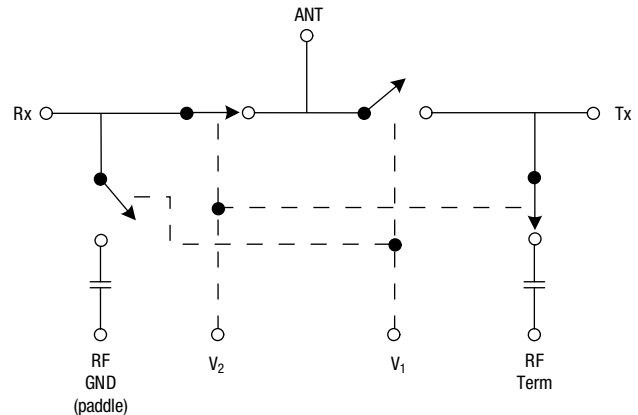 ANT
Rx
Tx
RF
GND
(paddle)
V₂
V₁
RF
Term